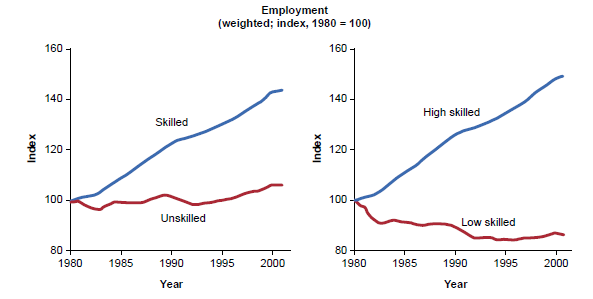 Employment
(weighted; index, 1980 = 100)
160
140
120
100
80
Index
Skilled
Unskilled
1980 1985 1990 1995 2000
Year
160
140
120
100
80
Index
High skilled
Low skilled
1980 1985 1990 1995 2000
Year